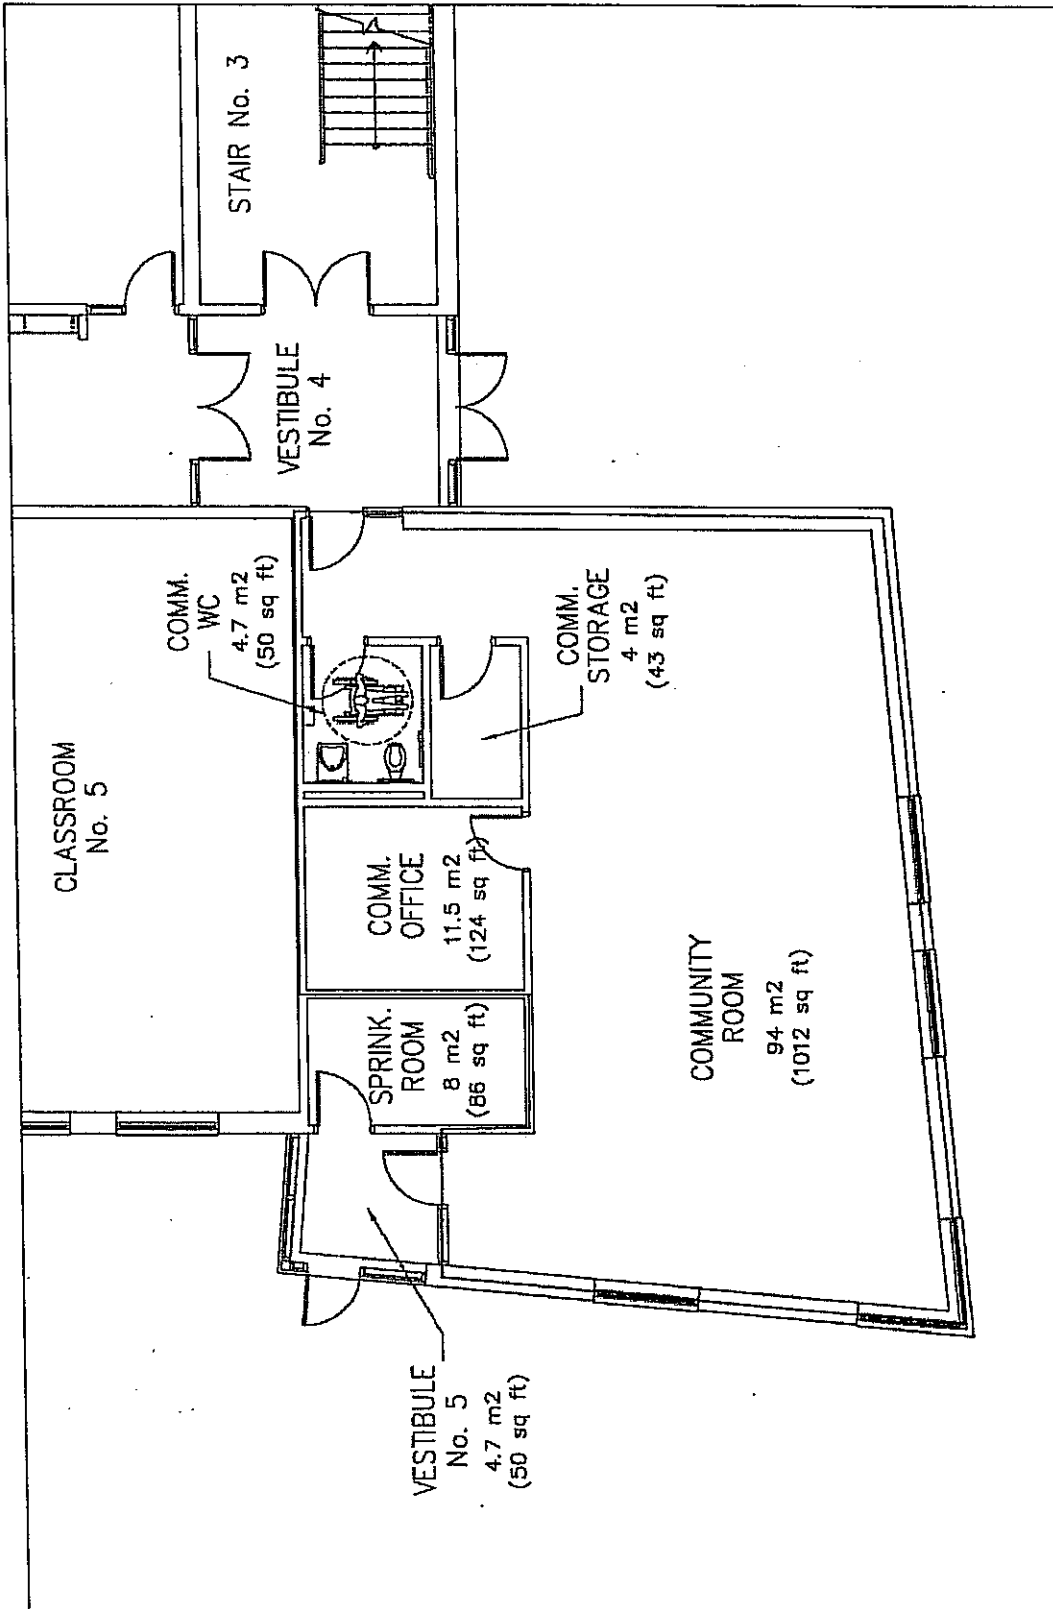 CLASSROOM
No. 5
COMM.
WC
4.7 m2
(50 sq ft)
VESTIBULE
No. 4
STAIR No. 3
VESTIBULE
No. 5
4.7 m2
(50 sq ft)
SPRINK.
ROOM
8 m2
(86 sq ft)
COMM.
OFFICE
11.5 m2
(124 sq ft)
COMM.
STORAGE
4 m2
(43 sq ft)
COMMUNITY
ROOM
94 m2
(1012 sq ft)